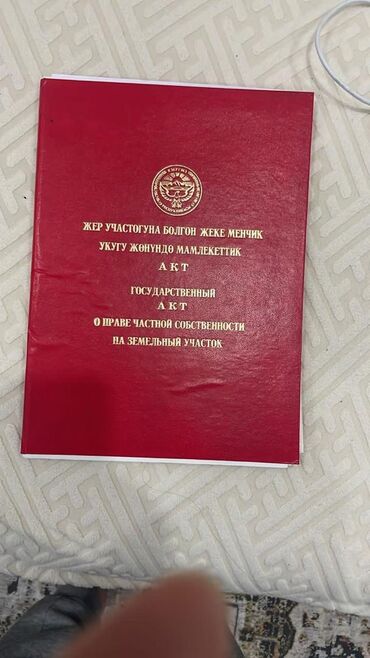 ЖЕР УЧАСТОГУНА БОЛГОН ЖЕКЕ МЕНЧИК
УКУГУ ЖӨНҮНДӨ МАМЛЕКЕТТИК
АКТ
ГОСУДАРСТВЕННЫЙ
АКТ
О ПРАВЕ ЧАСТНОЙ СОБСТВЕННОСТИ
НА ЗЕМЕЛЬНЫЙ УЧАСТОК